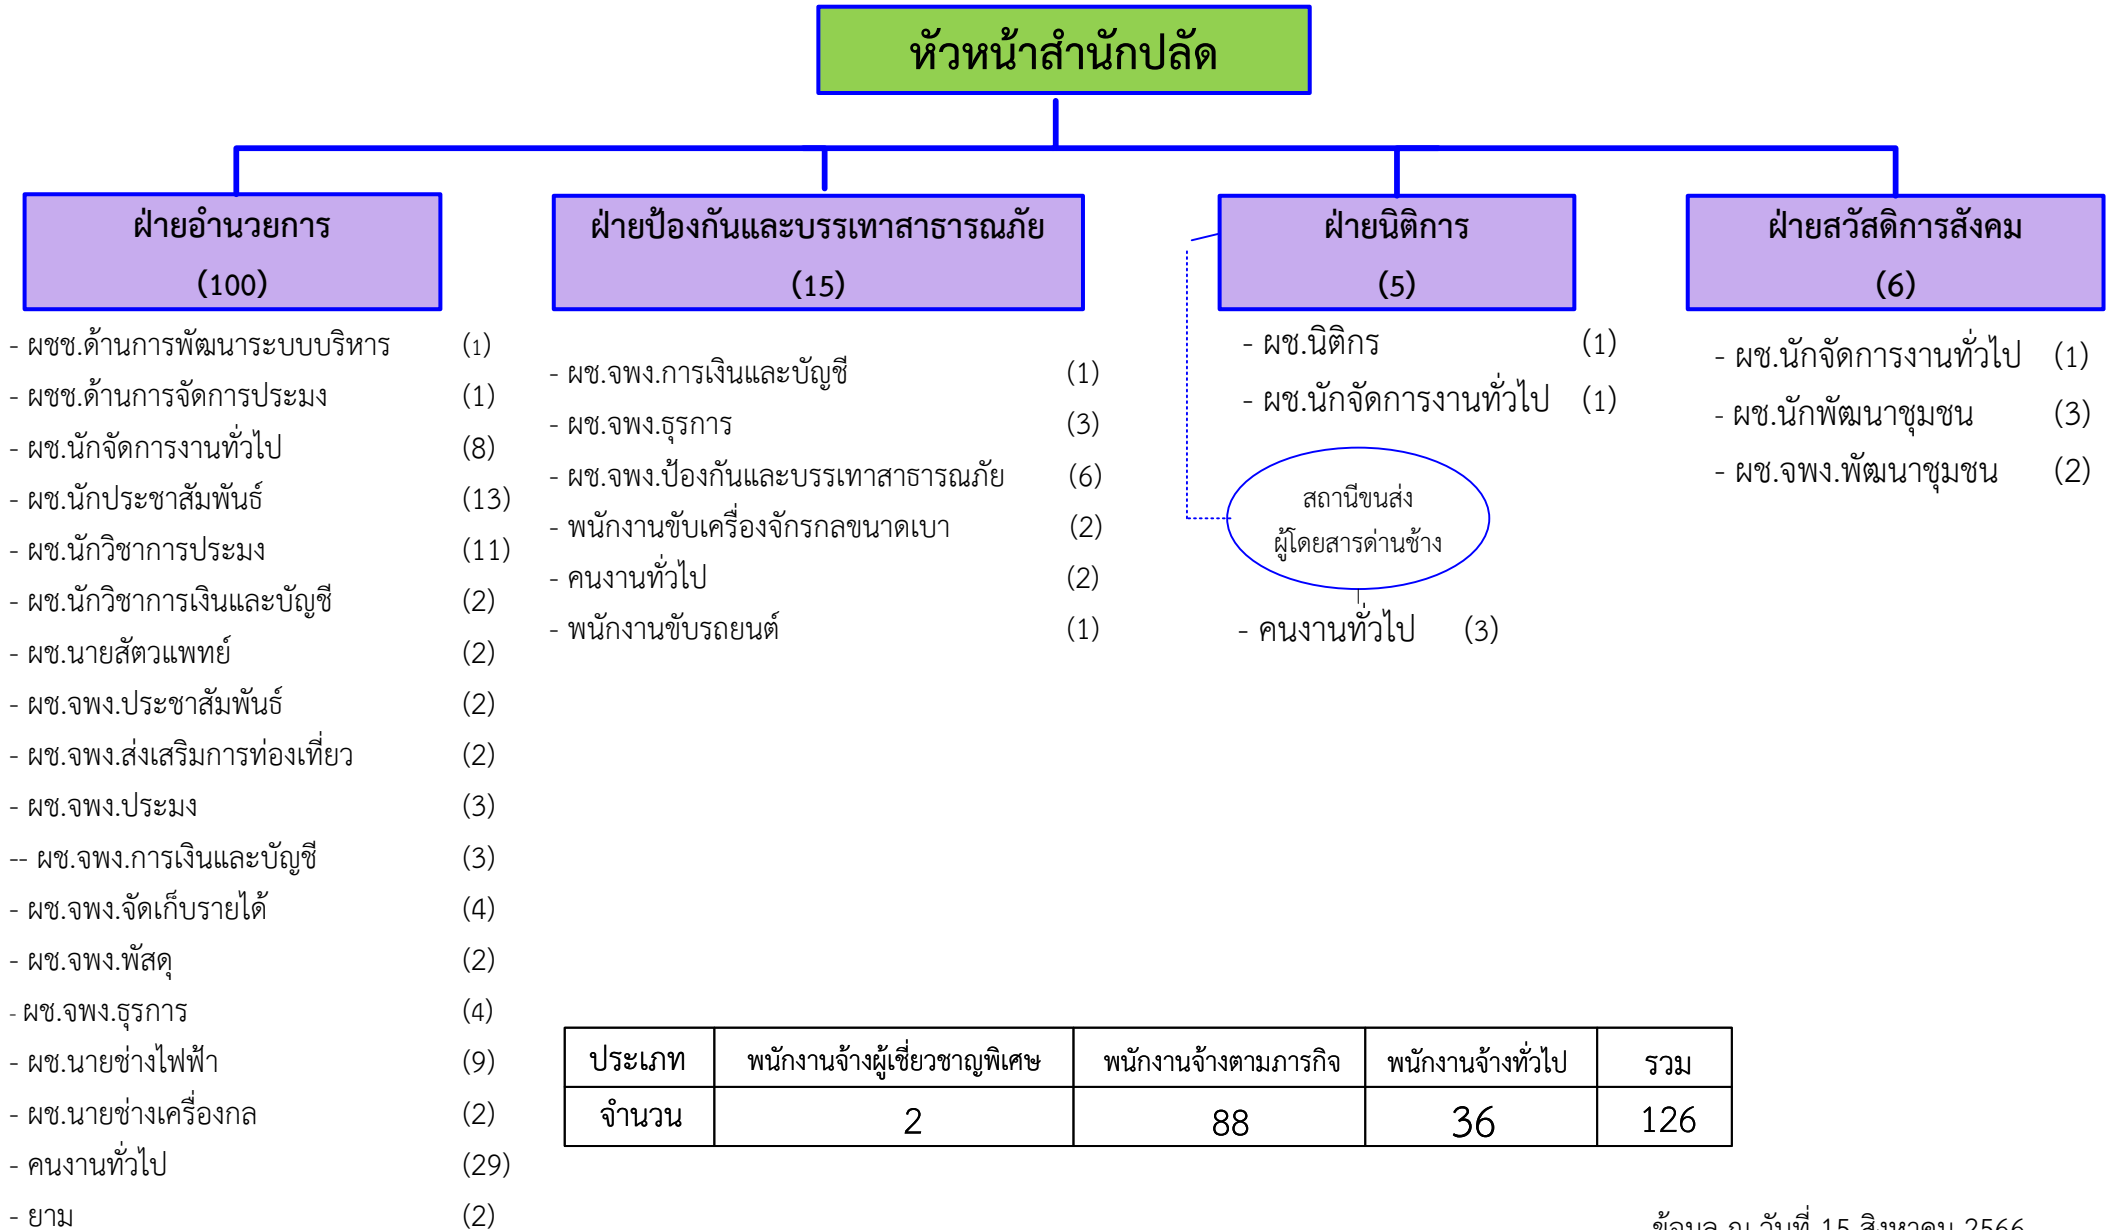 หัวหน้าสำนักปลัด
ฝ่ายอำนวยการ
(100)
- ผชช.ด้านการพัฒนาระบบบริหาร (1)
- ผชช.ด้านการจัดการประมง (1)
- ผช.นักจัดการงานทั่วไป (8)
- ผช.นักประชาสัมพันธ์ (13)
- ผช.นักวิชาการประมง (11)
- ผช.นักวิชาการเงินและบัญชี (2)
- ผช.นายสัตวแพทย์ (2)
- ผช.จพง.ประชาสัมพันธ์ (2)
- ผช.จพง.ส่งเสริมการท่องเที่ยว (2)
- ผช.จพง.ประมง (3)
-- ผช.จพง.การเงินและบัญชี (3)
- ผช.จพง.จัดเก็บรายได้ (4)
- ผช.จพง.พัสดุ (2)
- ผช.จพง.ธุรการ (4)
- ผช.นายช่างไฟฟ้า (9)
- ผช.นายช่างเครื่องกล (2)
- คนงานทั่วไป (29)
- ยาม (2)
ฝ่ายป้องกันและบรรเทาสาธารณภัย
(15)
- ผช.จพง.การเงินและบัญชี (1)
- ผช.จพง.ธุรการ (3)
- ผช.จพง.ป้องกันและบรรเทาสาธารณภัย (6)
- พนักงานขับเครื่องจักรกลขนาดเบา (2)
- คนงานทั่วไป (2)
- พนักงานขับรถยนต์ (1)
ฝ่ายนิติการ
(5)
- ผช.นิติกร (1)
- ผช.นักจัดการงานทั่วไป (1)
สถานีขนส่ง
ผู้โดยสารด่านช้าง
- คนงานทั่วไป (3)
ฝ่ายสวัสดิการสังคม
(6)
- ผช.นักจัดการงานทั่วไป (1)
- ผช.นักพัฒนาชุมชน (3)
- ผช.จพง.พัฒนาชุมชน (2)
ประเภท พนักงานจ้างผู้เชี่ยวชาญพิเศษ พนักงานจ้างตามภารกิจ พนักงานจ้างทั่วไป รวม
จำนวน 2 88 36 126
ข้อมูล ณ วันที่ 15 สิงหาคม 2566